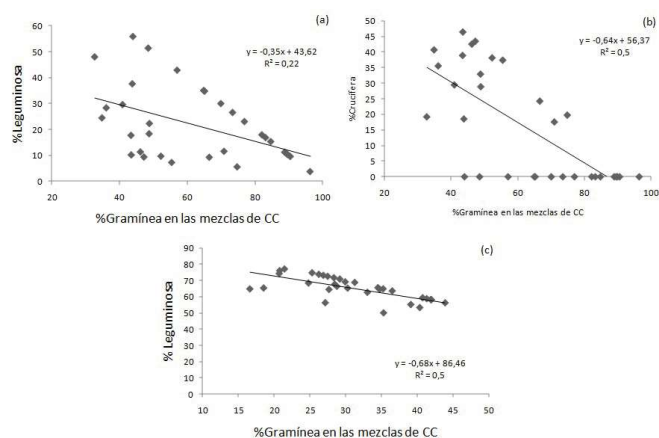 (a)
%Leguminosa
60
50
40
30
20
10
0
y = -0,35x + 43,62
R² = 0,22
20 40 60 80 100
%Gramínea en las mezclas de CC
(b)
%Crucífera
50
45
40
35
30
25
20
15
10
5
0
y = -0,64x + 56,37
R² = 0,5
20 40 60 80 100
%Gramínea en las mezclas de CC
(c)
% Leguminosa
90
80
70
60
50
40
30
20
10
0
y = -0,68x + 86,46
R² = 0,5
10 15 20 25 30 35 40 45 50
%Gramínea en las mezclas de CC